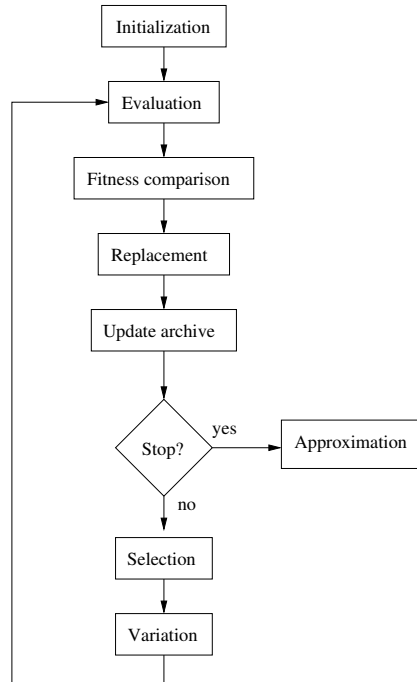 Initialization
Evaluation
Fitness comparison
Replacement
Update archive
Stop?
yes
Approximation
no
Selection
Variation